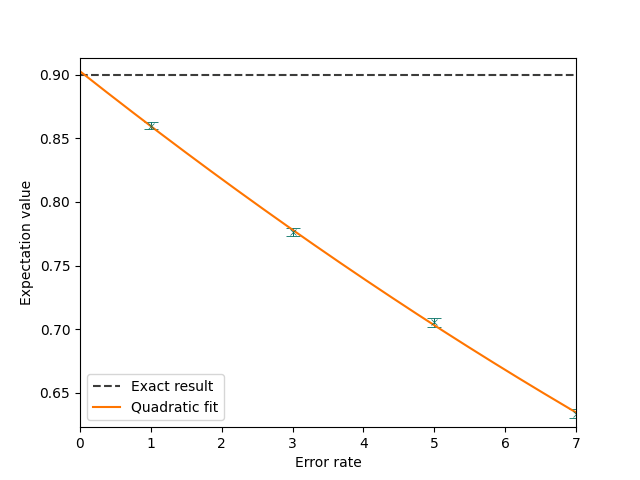 0.90
0.85
0.80
0.75
0.70
0.65
Expectation value
Exact result
Quadratic fit
0 1 2 3 4 5 6 7
Error rate